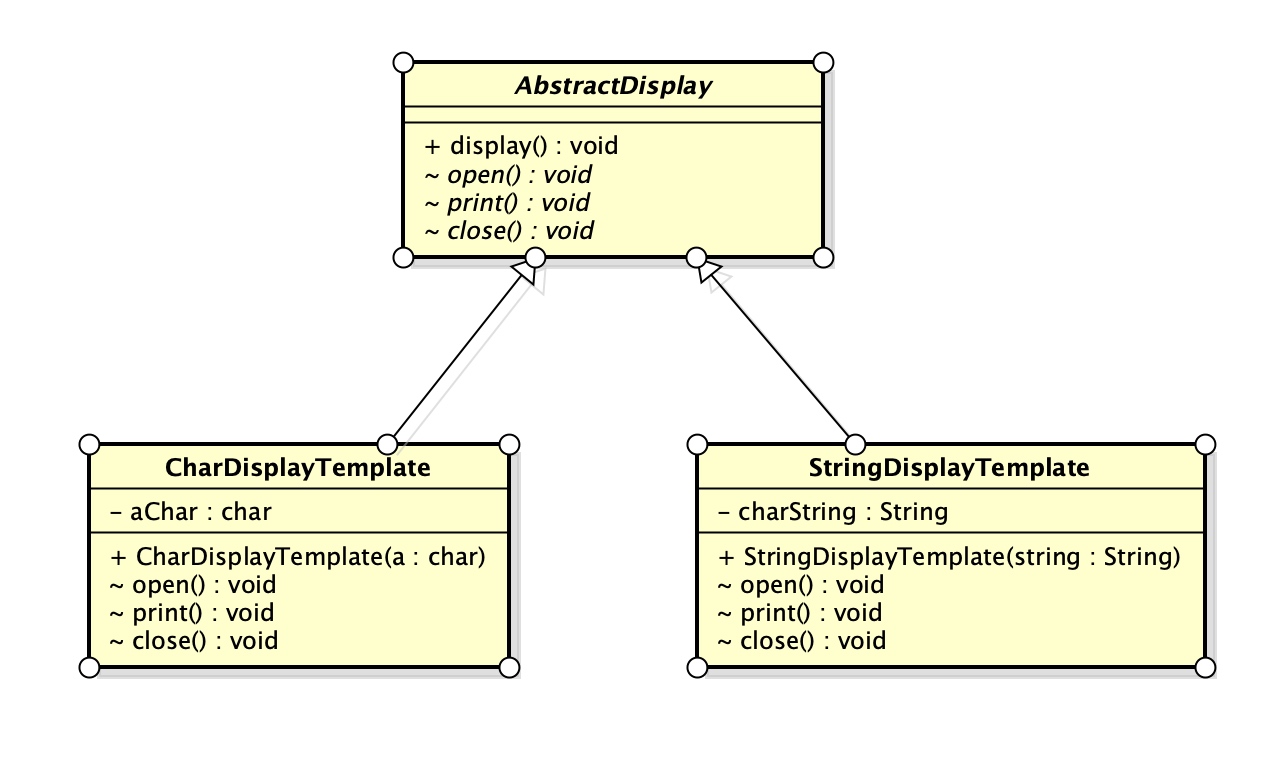 AbstractDisplay
+ display() : void
~ open() : void
~ print() : void
~ close() : void
CharDisplayTemplate
- aChar : char
+ CharDisplayTemplate(a : char)
~ open() : void
~ print() : void
~ close() : void
StringDisplayTemplate
- charString : String
+ StringDisplayTemplate(string : String)
~ open() : void
~ print() : void
~ close() : void